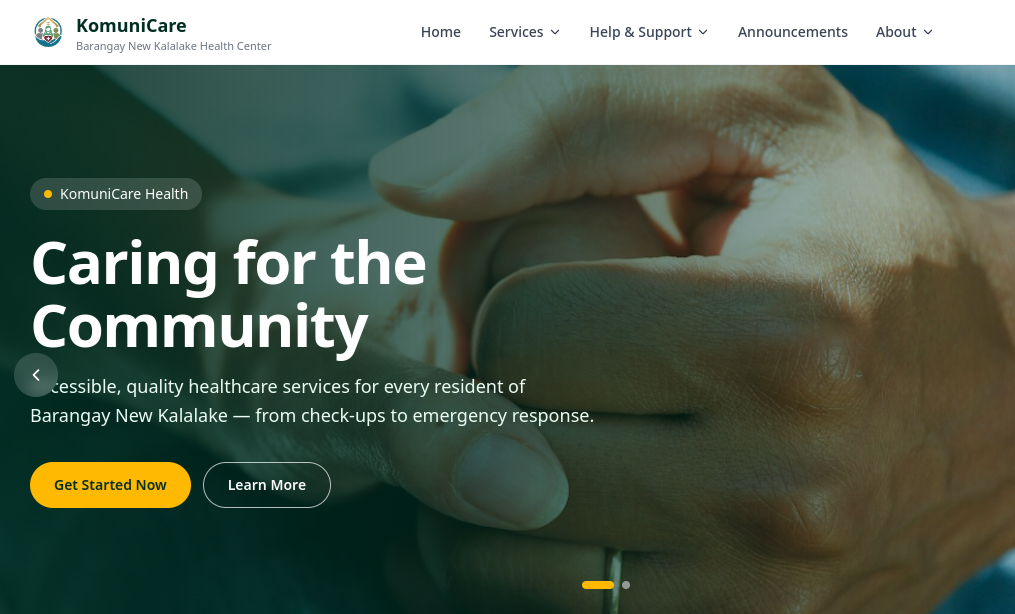 KomuniCare
Barangay New Kalalake Health Center
Home
Services
Help & Support
Announcements
About
KomuniCare Health
Caring for the
Community
cessible, quality healthcare services for every resident of
Barangay New Kalalake — from check-ups to emergency response.
Get Started Now
Learn More